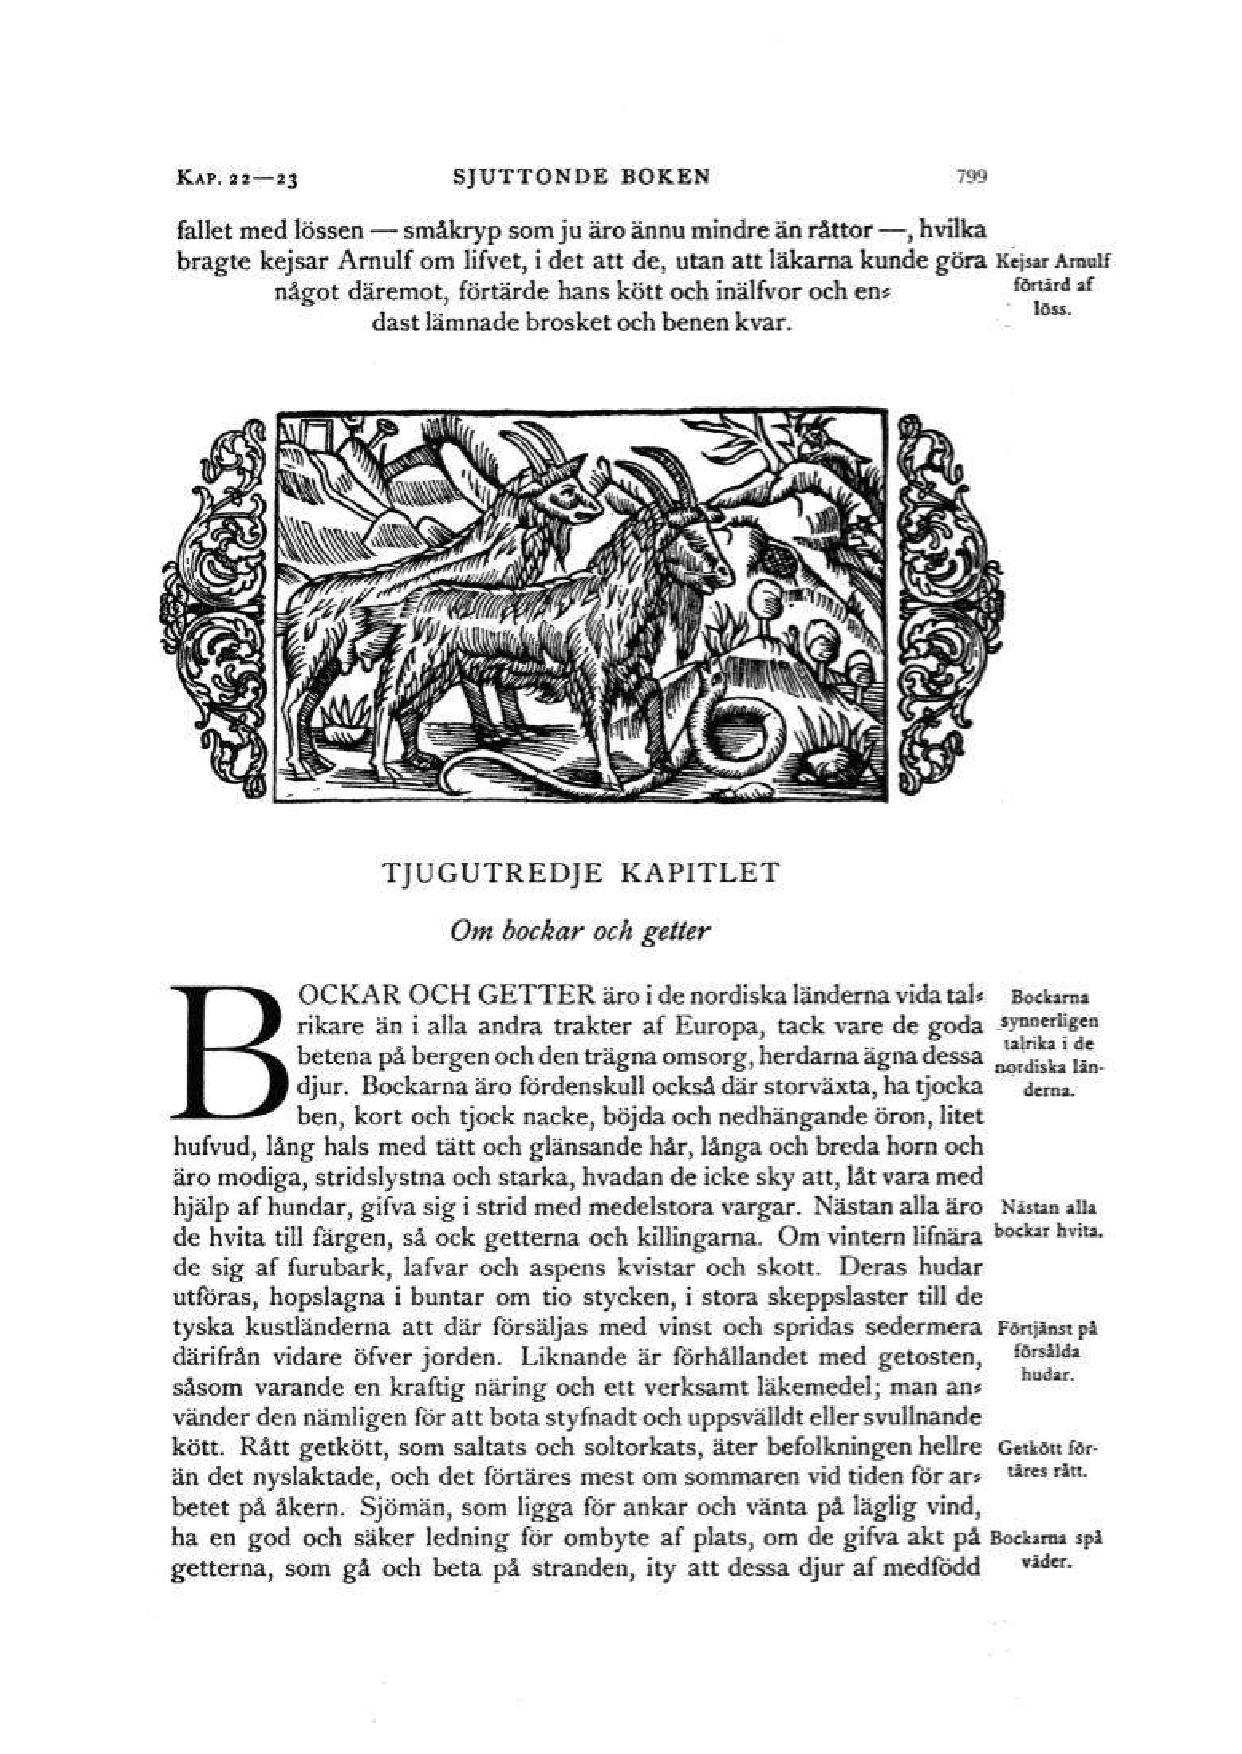 KAP. 22—23 SJUTTONDE BOKEN 799
fallet med lössen — småkryp som ju äro ännu mindre än råttor —, hvilka
bragte kejsar Arnulf om lifvet, i det att de, utan att läkarna kunde göra
något däremot, förtärde hans kött och inälfvor och en⸗
dast lämnade brosket och benen kvar.
Kejsar Arnulf
förtärd af
löss.
TJUGUTREDJE KAPITLET
Om bockar och getter
BOCKAR OCH GETTER äro i de nordiska länderna vida tal⸗
rikare än i alla andra trakter af Europa, tack vare de goda
betena på bergen och den trägna omsorg, herdarna ägna dessa
djur. Bockarna äro fördenskull också där storväxta, ha tjocka
ben, kort och tjock nacke, böjda och nedhängande öron, litet
hufvud, lång hals med tätt och glänsande hår, långa och breda horn och
äro modiga, stridslystna och starka, hvadan de icke sky att, låt vara med
hjälp af hundar, gifva sig i strid med medelstora vargar. Nästan alla äro
de hvita till färgen, så ock getterna och killingarna. Om vintern lifnära
de sig af furubark, lafvar och aspens kvistar och skott. Deras hudar
utföras, hopslagna i buntar om tio stycken, i stora skeppslaster till de
tyska kustländerna att där försäljas med vinst och spridas sedermera
därifrån vidare öfver jorden. Liknande är förhållandet med getosten,
såsom varande en kraftig näring och ett verksamt läkemedel; man an⸗
vänder den nämligen för att bota styfnadt och uppsvälldt eller svullnande
kött. Rått getkött, som saltats och soltorkats, äter befolkningen hellre
än det nyslaktade, och det förtäres mest om sommaren vid tiden för ar⸗
betet på åkern. Sjömän, som ligga för ankar och vänta på läglig vind,
ha en god och säker ledning för ombyte af plats, om de gifva akt på
getterna, som gå och beta på stranden, ity att dessa djur af medfödd
Bockarna
synnerligen
talrika i de
nordiska län-
derna.
Nästan alla
bockar hvita.
Förtjänst på
försålda
hudar.
Getkött för-
täres rått.
Bockarna spå
väder.